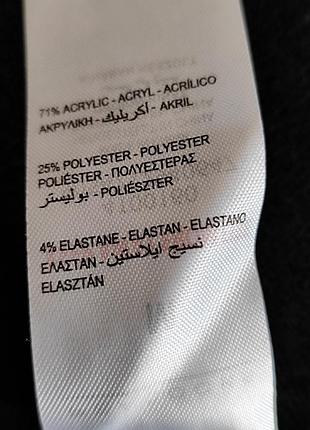 71% ACRYLIC - ACRYL - ACRÍLICO
ΑΚΡΥΛΙΚΗ - أكريليك - AKRIL
25% POLYESTER - POLYESTER
POLIÉSTER - ΠΟΛΥΕΣΤΕΡΑΣ
بوليستر - POLIÉSZTER
4% ELASTANE - ELASTAN - ELASTANO
ΕΛΑΣΤΑΝ - نسيج ايلاستين
ELASZTÁN